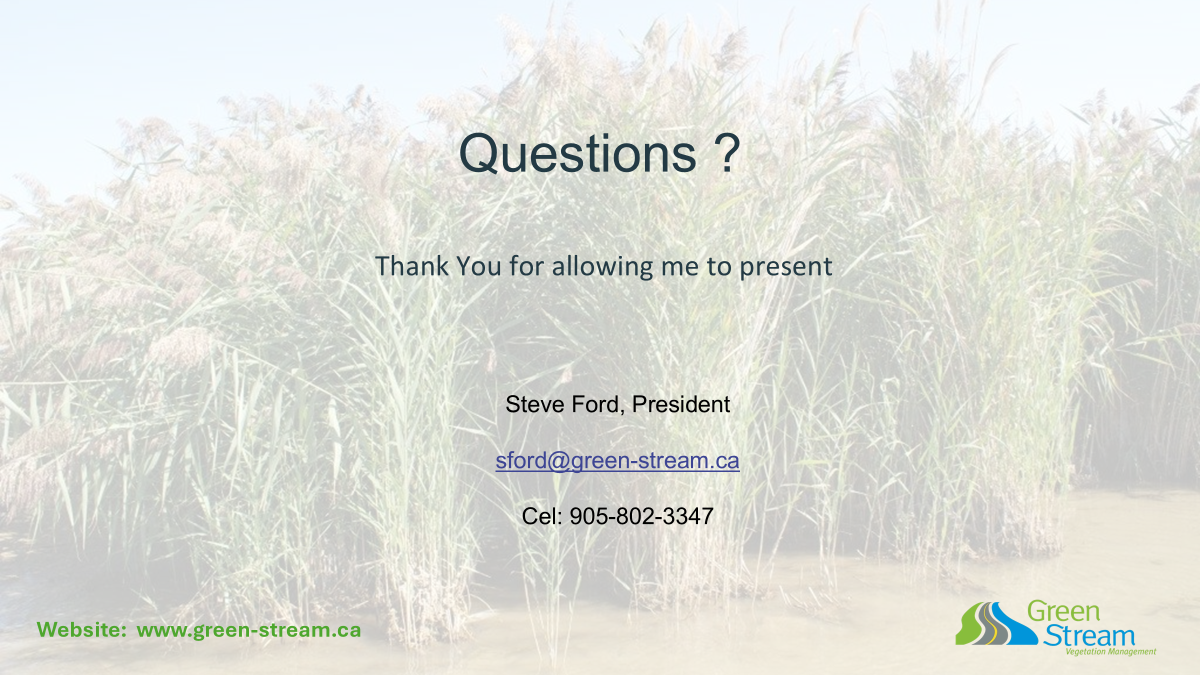 Questions ?
Thank You for allowing me to present
Steve Ford, President
sford@green-stream.ca
Cel: 905-802-3347
Website: www.green-stream.ca
Green
Stream
Vegetation Management